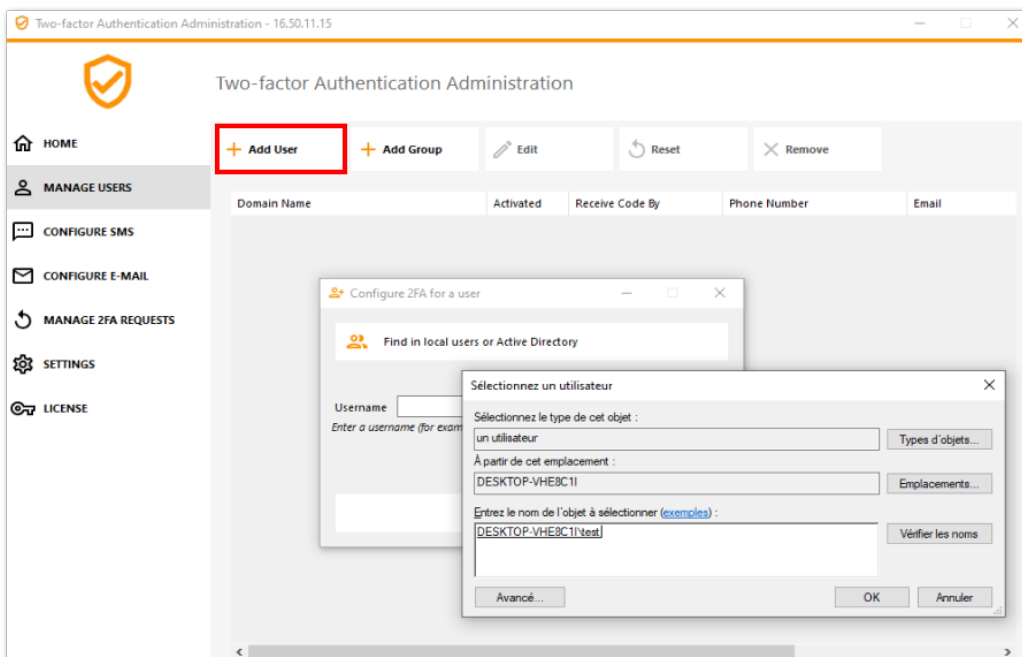 Two-factor Authentication Administration - 16.50.11.15
Two-factor Authentication Administration
HOME
MANAGE USERS
CONFIGURE SMS
CONFIGURE E-MAIL
MANAGE 2FA REQUESTS
SETTINGS
LICENSE
Add User Add Group Edit Reset Remove
Domain Name Activated Receive Code By Phone Number Email
Configure 2FA for a user
Find in local users or Active Directory
Username
Enter a username (for exam
Sélectionnez un utilisateur
Sélectionnez le type de cet objet :
un utilisateur Types d'objets...
À partir de cet emplacement :
DESKTOP-VHE8C1I Emplacements...
Entrez le nom de l'objet à sélectionner (exemples) :
DESKTOP-VHE8C1I\test Vérifier les noms
Avancé... OK Annuler